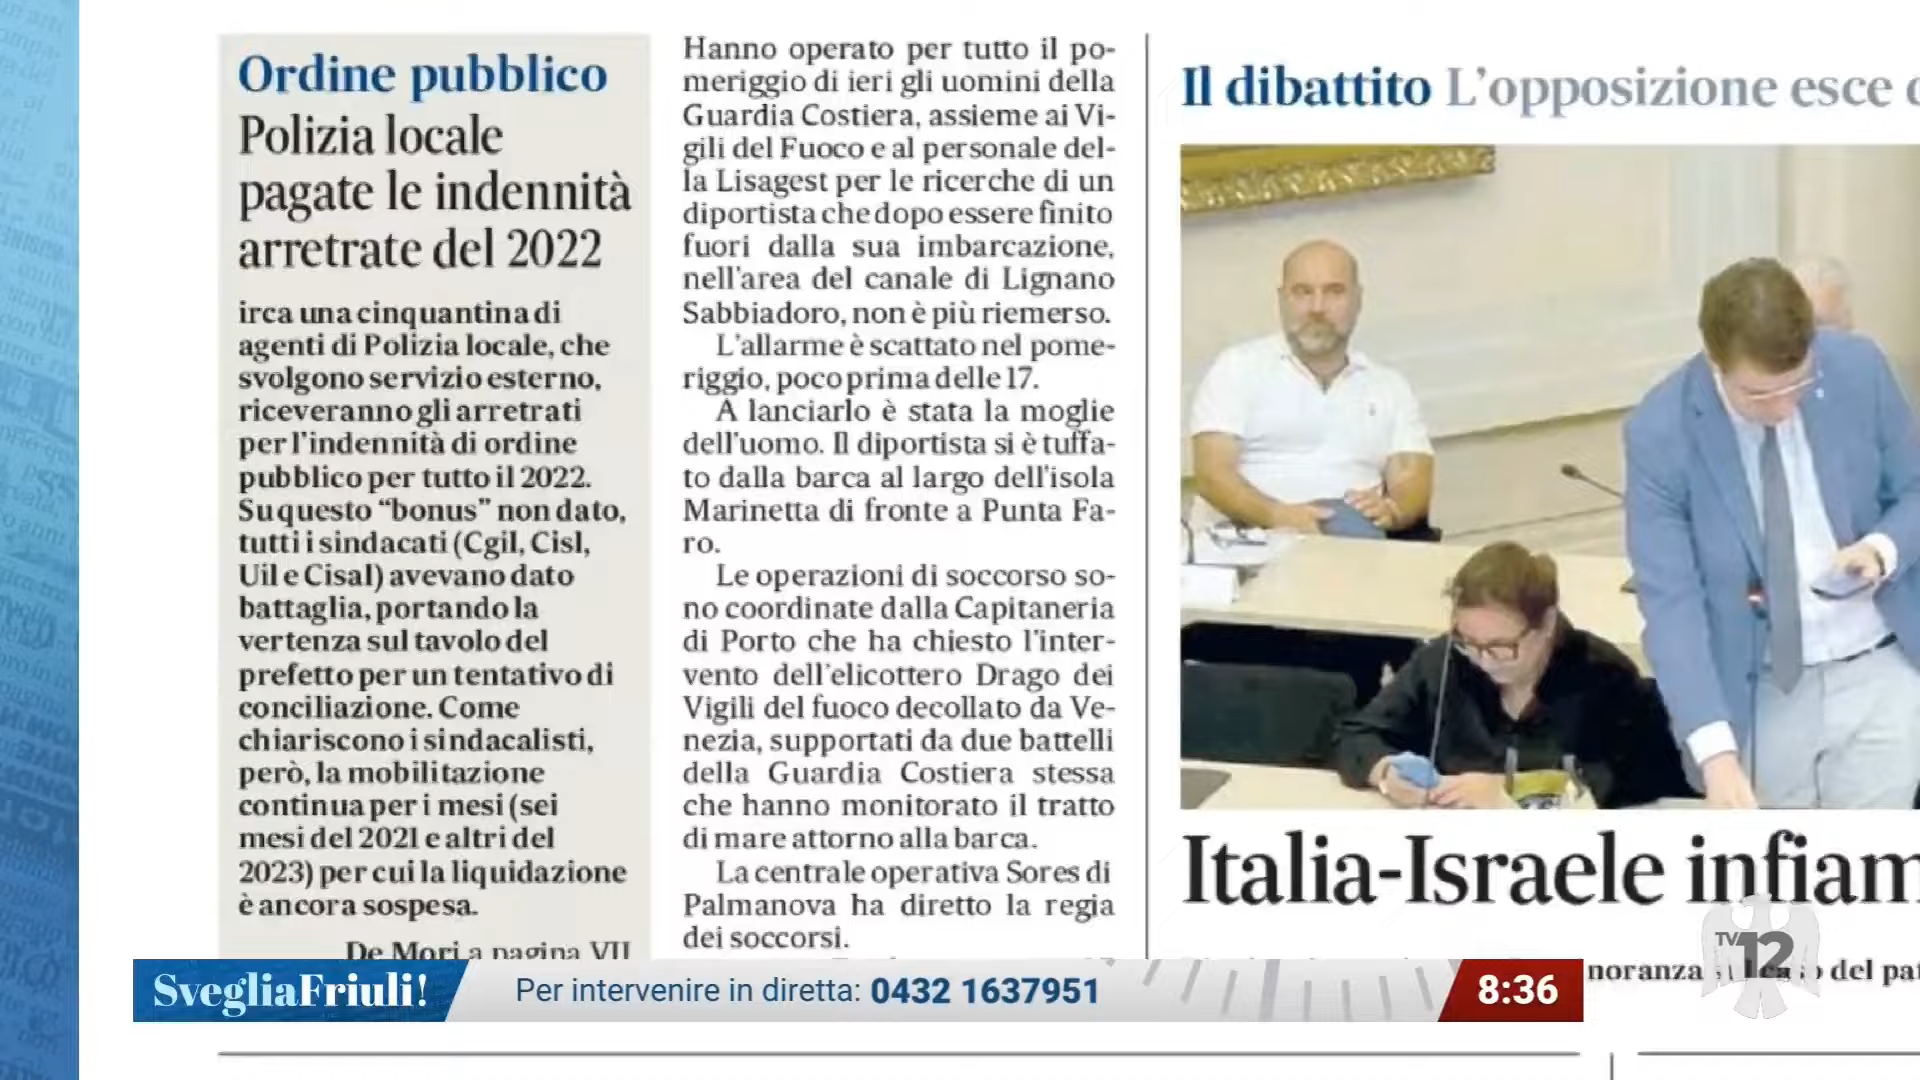 Ordine pubblico
Polizia locale
pagate le indennità
arretrate del 2022
irca una cinquantina di
agenti di Polizia locale, che
svolgono servizio esterno,
riceveranno gli arretrati
per l'indennità di ordine
pubblico per tutto il 2022.
Su questo “bonus” non dato,
tutti i sindacati (Cgil, Cisl,
Uil e Cisal) avevano dato
battaglia, portando la
vertenza sul tavolo del
prefetto per un tentativo di
conciliazione. Come
chiariscono i sindacalisti,
però, la mobilitazione
continua per i mesi (sei
mesi del 2021 e altri del
2023) per cui la liquidazione
è ancora sospesa.
De Mori a pagina VII
Hanno operato per tutto il po-
meriggio di ieri gli uomini della
Guardia Costiera, assieme ai Vi-
gili del Fuoco e al personale del-
la Lisagest per le ricerche di un
diportista che dopo essere finito
fuori dalla sua imbarcazione,
nell'area del canale di Lignano
Sabbiadoro, non è più riemerso.
L'allarme è scattato nel pome-
riggio, poco prima delle 17.
A lanciarlo è stata la moglie
dell'uomo. Il diportista si è tuffa-
to dalla barca al largo dell'isola
Marinetta di fronte a Punta Fa-
ro.
Le operazioni di soccorso so-
no coordinate dalla Capitaneria
di Porto che ha chiesto l'inter-
vento dell'elicottero Drago dei
Vigili del fuoco decollato da Ve-
nezia, supportati da due battelli
della Guardia Costiera stessa
che hanno monitorato il tratto
di mare attorno alla barca.
La centrale operativa Sores di
Palmanova ha diretto la regia
dei soccorsi.
Il dibattito L'opposizione esce
Italia-Israele infiam
noranza
del pa
TV12
SvegliaFriuli!
Per intervenire in diretta: 0432 1637951
8:36